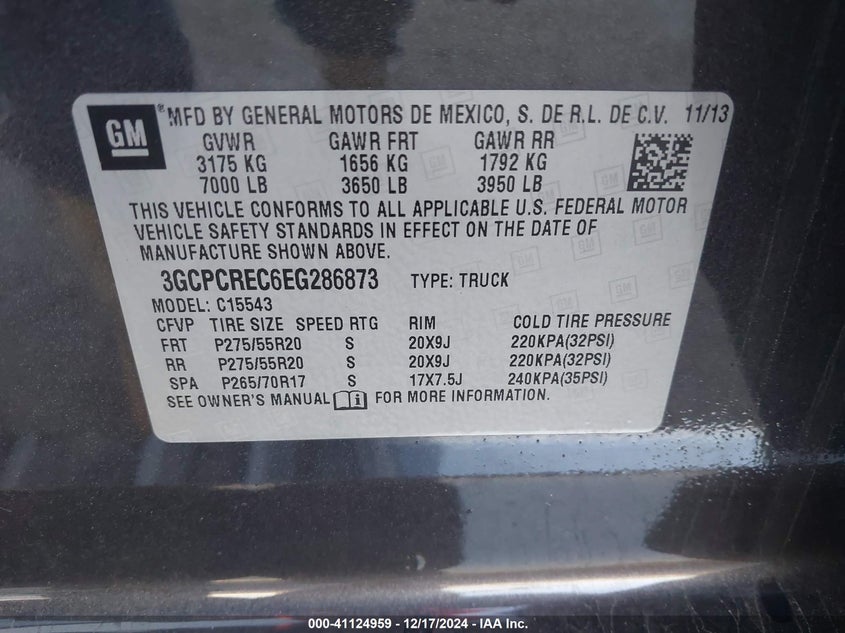 GM
® MFD BY GENERAL MOTORS DE MEXICO, S. DE R.L. DE C.V. 11/13
GVWR GAWR FRT GAWR RR
3175 KG 1656 KG 1792 KG
7000 LB 3650 LB 3950 LB
THIS VEHICLE CONFORMS TO ALL APPLICABLE U.S. FEDERAL MOTOR
VEHICLE SAFETY STANDARDS IN EFFECT ON THE DATE OF
MANUFACTURE SHOWN ABOVE.
3GCPCREC6EG286873 TYPE: TRUCK
MODEL: C15543
CFVP TIRE SIZE SPEED RTG RIM COLD TIRE PRESSURE
FRT P275/55R20 S 20X9J 220KPA(32PSI)
RR P275/55R20 S 20X9J 220KPA(32PSI)
SPA P265/70R17 S 17X7.5J 240KPA(35PSI)
SEE OWNER'S MANUAL i FOR MORE INFORMATION.
000-41124959 - 12/17/2024 - IAA Inc.